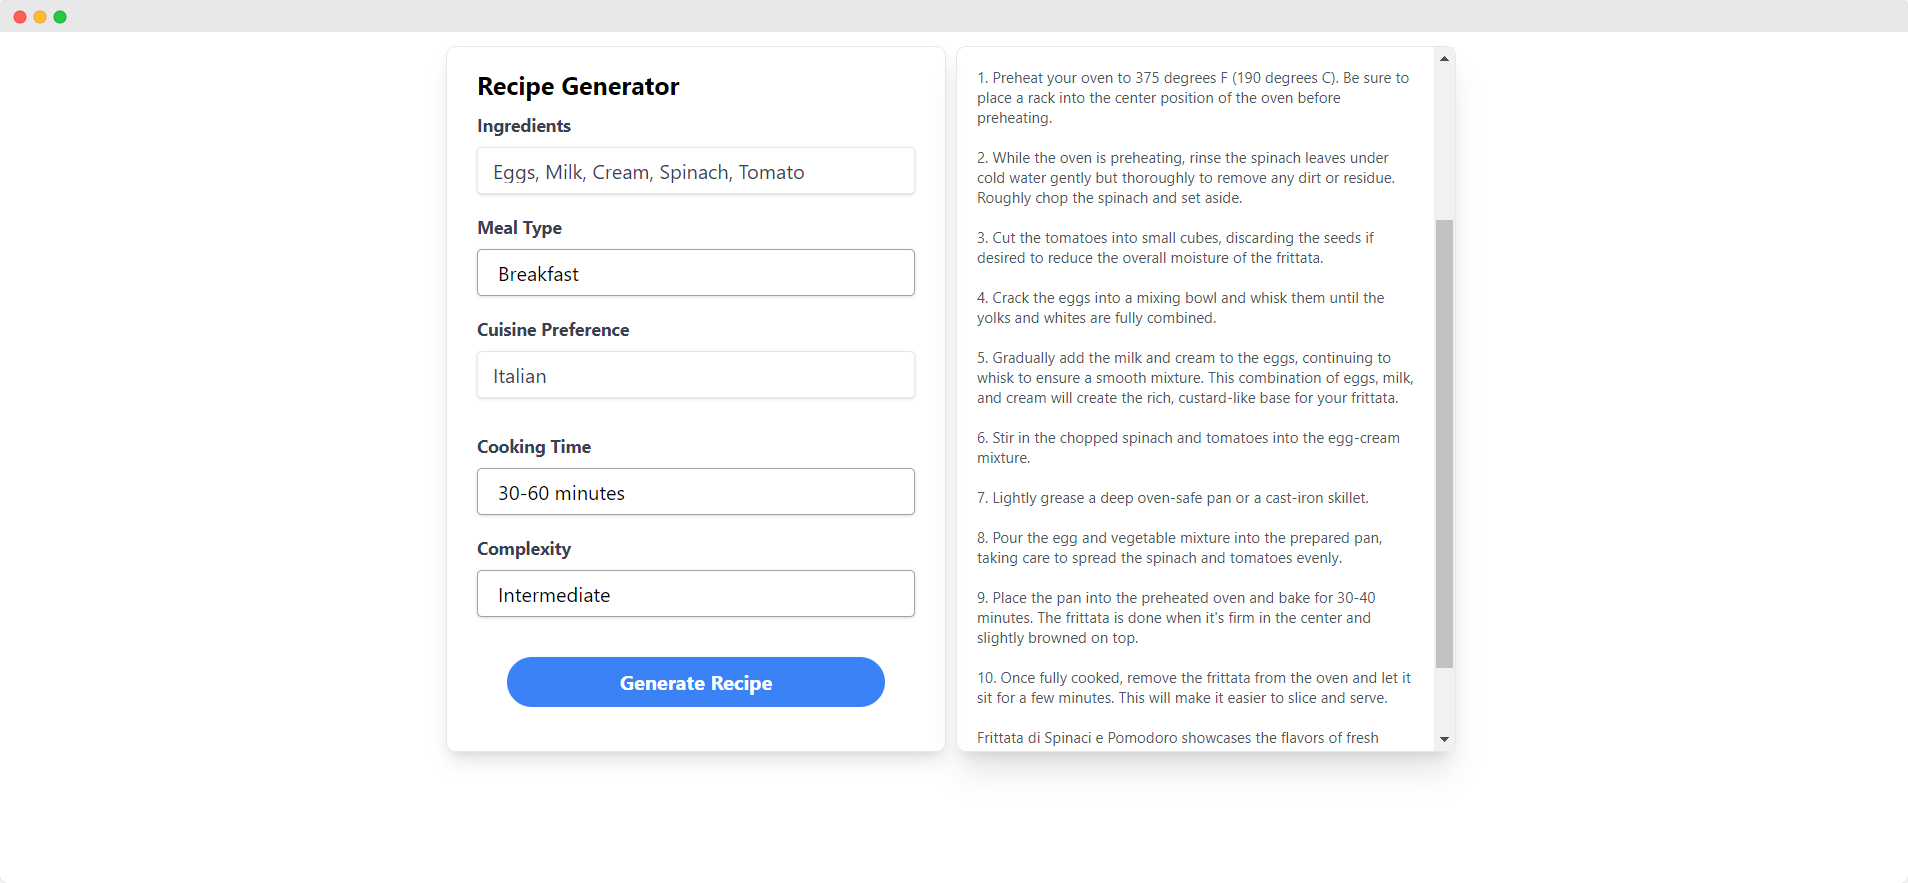 Recipe Generator
Ingredients
Eggs, Milk, Cream, Spinach, Tomato
Meal Type
Breakfast
Cuisine Preference
Italian
Cooking Time
30-60 minutes
Complexity
Intermediate
Generate Recipe
1. Preheat your oven to 375 degrees F (190 degrees C). Be sure to
place a rack into the center position of the oven before
preheating.
2. While the oven is preheating, rinse the spinach leaves under
cold water gently but thoroughly to remove any dirt or residue.
Roughly chop the spinach and set aside.
3. Cut the tomatoes into small cubes, discarding the seeds if
desired to reduce the overall moisture of the frittata.
4. Crack the eggs into a mixing bowl and whisk them until the
yolks and whites are fully combined.
5. Gradually add the milk and cream to the eggs, continuing to
whisk to ensure a smooth mixture. This combination of eggs, milk,
and cream will create the rich, custard-like base for your frittata.
6. Stir in the chopped spinach and tomatoes into the egg-cream
mixture.
7. Lightly grease a deep oven-safe pan or a cast-iron skillet.
8. Pour the egg and vegetable mixture into the prepared pan,
taking care to spread the spinach and tomatoes evenly.
9. Place the pan into the preheated oven and bake for 30-40
minutes. The frittata is done when it's firm in the center and
slightly browned on top.
10. Once fully cooked, remove the frittata from the oven and let it
sit for a few minutes. This will make it easier to slice and serve.
Frittata di Spinaci e Pomodoro showcases the flavors of fresh